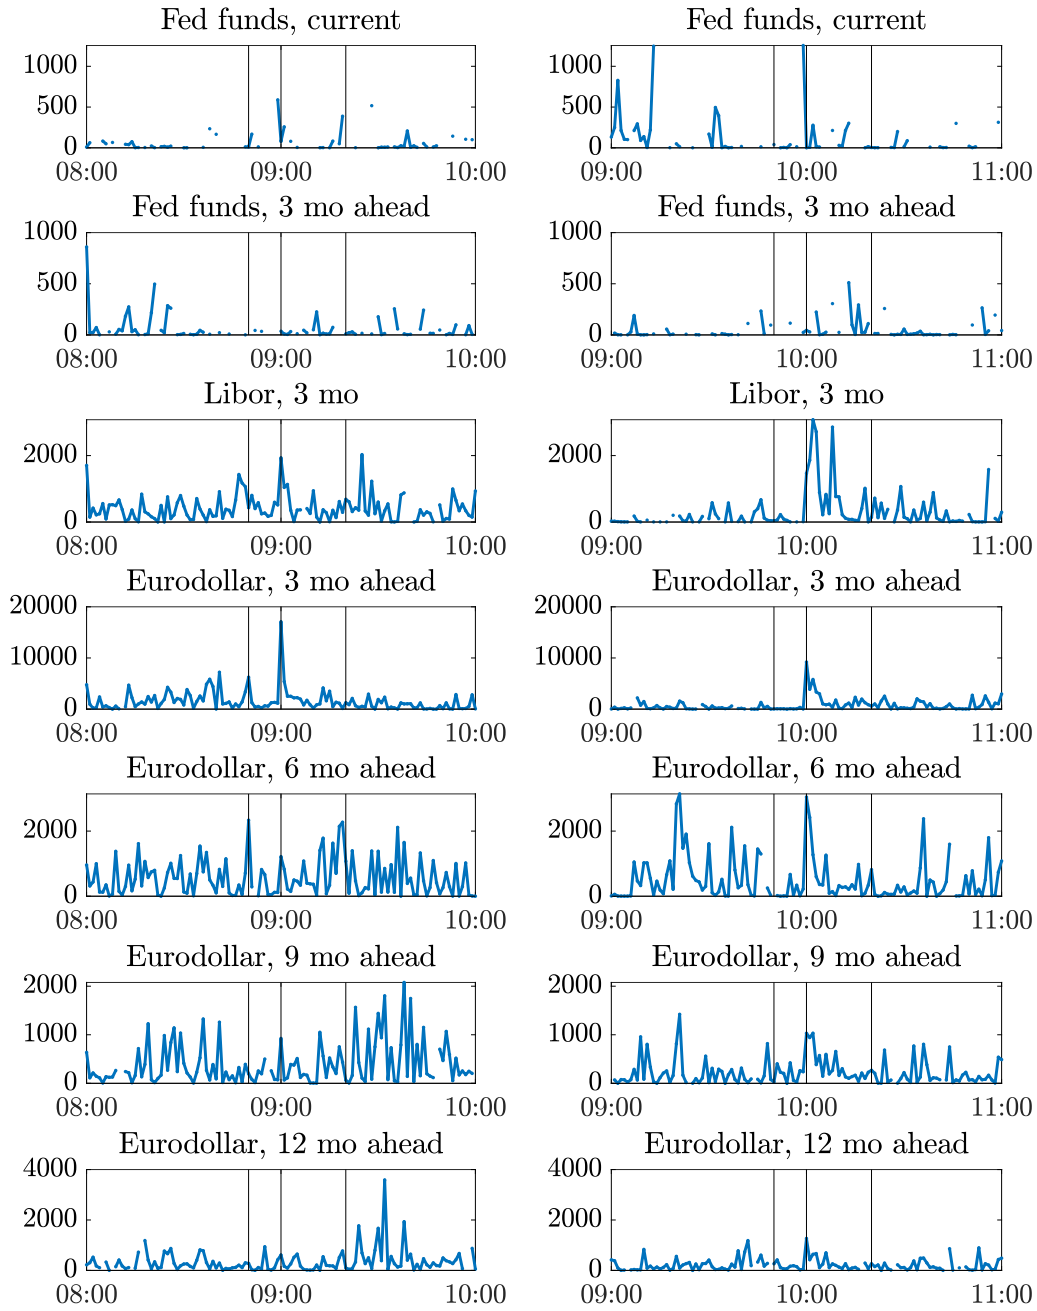 Fed funds, current Fed funds, current
1000 1000
500 500
0 0
08:00 09:00 10:00 09:00 10:00 11:00
Fed funds, 3 mo ahead Fed funds, 3 mo ahead
1000 1000
500 500
0 0
08:00 09:00 10:00 09:00 10:00 11:00
Libor, 3 mo Libor, 3 mo
2000 2000
0 0
08:00 09:00 10:00 09:00 10:00 11:00
Eurodollar, 3 mo ahead Eurodollar, 3 mo ahead
20000 20000
10000 10000
0 0
08:00 09:00 10:00 09:00 10:00 11:00
Eurodollar, 6 mo ahead Eurodollar, 6 mo ahead
2000 2000
0 0
08:00 09:00 10:00 09:00 10:00 11:00
Eurodollar, 9 mo ahead Eurodollar, 9 mo ahead
2000 2000
1000 1000
0 0
08:00 09:00 10:00 09:00 10:00 11:00
Eurodollar, 12 mo ahead Eurodollar, 12 mo ahead
4000 4000
2000 2000
0 0
08:00 09:00 10:00 09:00 10:00 11:00